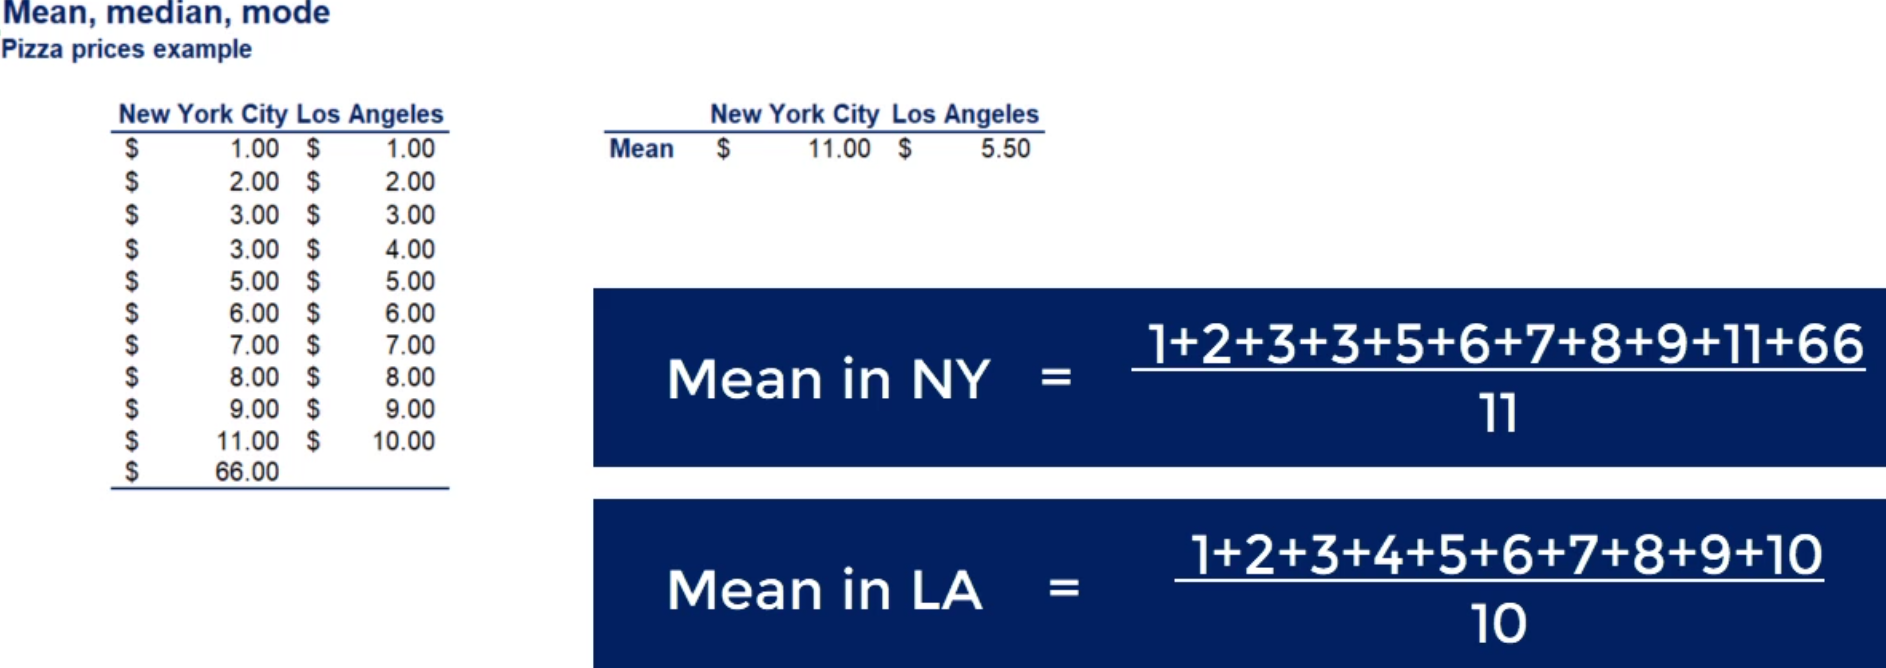 Mean, median, mode
Pizza prices example
New York City Los Angeles
$ 1.00 $ 1.00
$ 2.00 $ 2.00
$ 3.00 $ 3.00
$ 3.00 $ 4.00
$ 5.00 $ 5.00
$ 6.00 $ 6.00
$ 7.00 $ 7.00
$ 8.00 $ 8.00
$ 9.00 $ 9.00
$ 11.00 $ 10.00
$ 66.00
New York City Los Angeles
Mean $ 11.00 $ 5.50
1+2+3+3+5+6+7+8+9+11+66
Mean in NY =
11
1+2+3+4+5+6+7+8+9+10
Mean in LA =
10